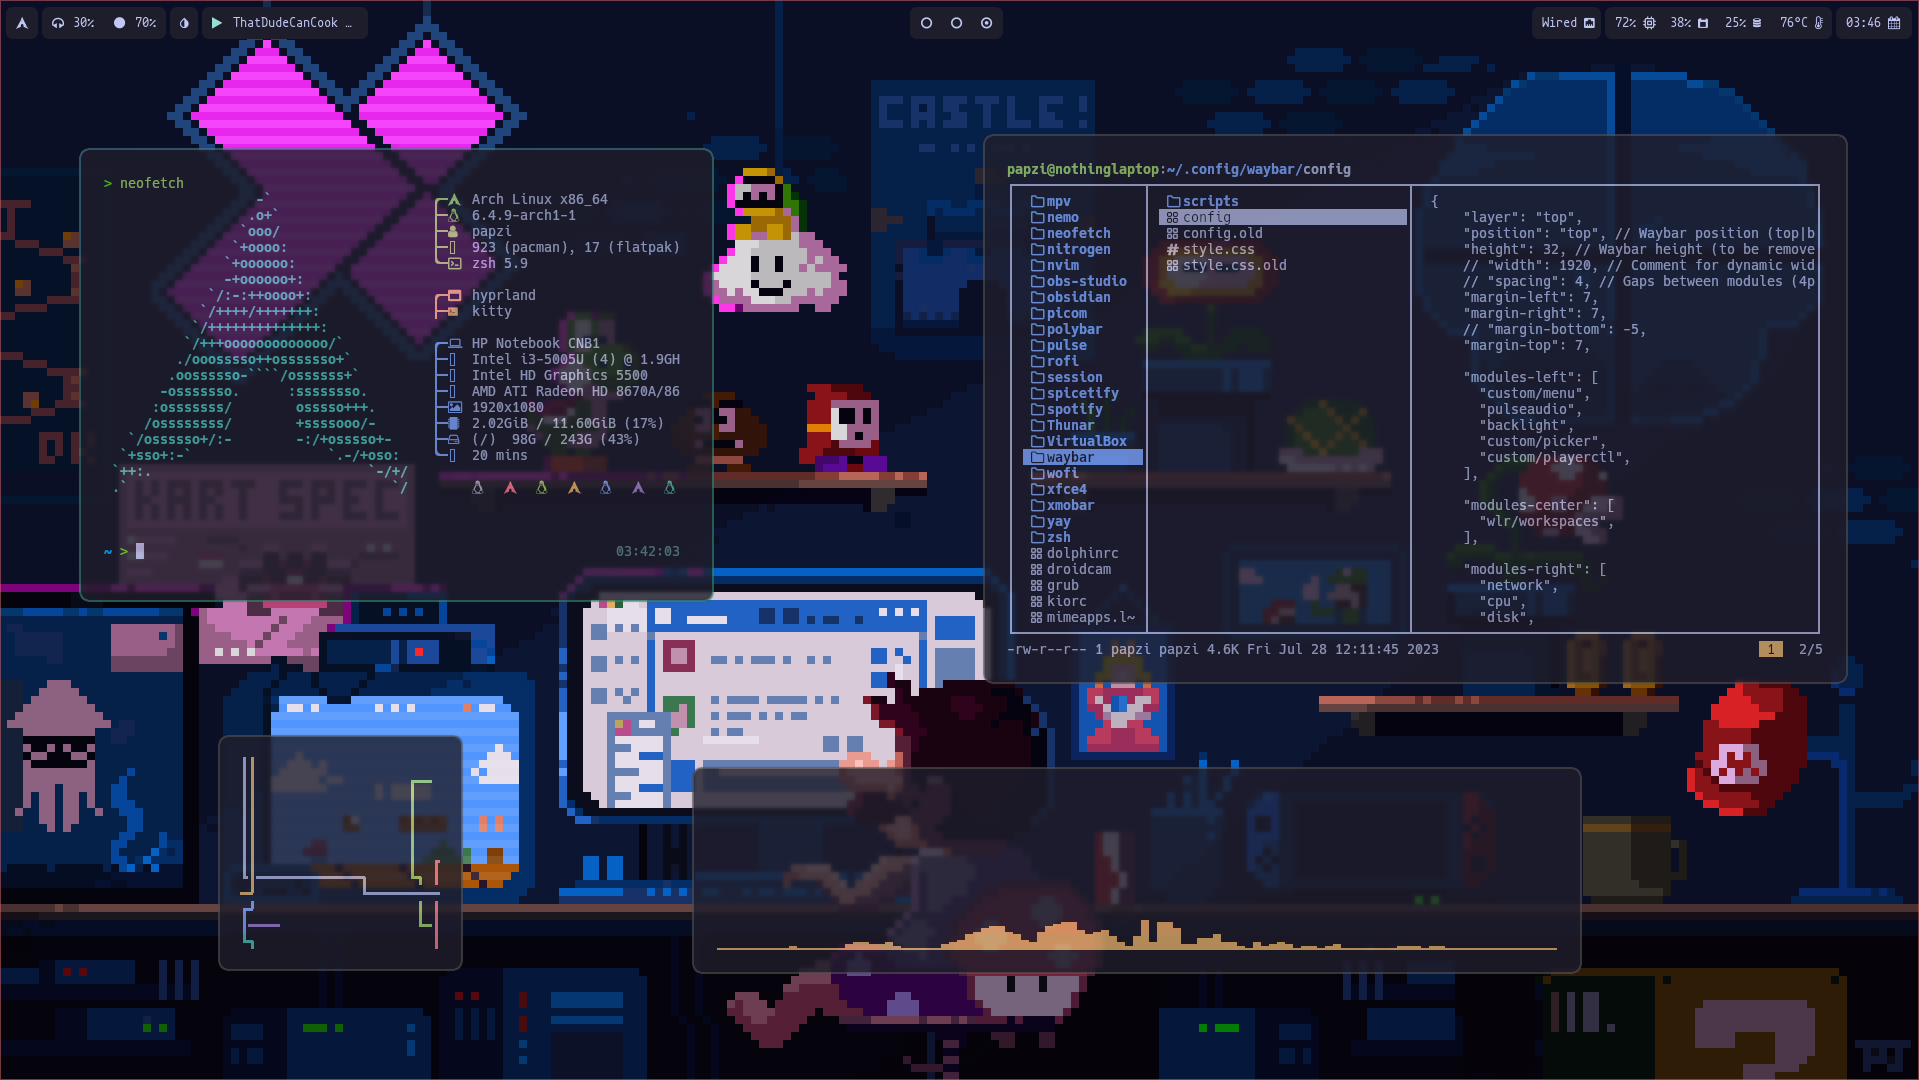 30% 70% ThatDudeCanCook …
Wired 72% 38% 25% 76°C 03:46
CASTLE!
> neofetch
Arch Linux x86_64
6.4.9-arch1-1
papzi
923 (pacman), 17 (flatpak)
zsh 5.9
hyprland
kitty
HP Notebook CNB1
Intel i3-5005U (4) @ 1.9GH
Intel HD Graphics 5500
AMD ATI Radeon HD 8670A/86
1920x1080
2.02GiB / 11.60GiB (17%)
(/) 98G / 243G (43%)
20 mins
KART SPEC
~ >
03:42:03
papzi@nothinglaptop:~/.config/waybar/config
mpv
nemo
neofetch
nitrogen
nvim
obs-studio
obsidian
picom
polybar
pulse
rofi
session
spicetify
spotify
Thunar
VirtualBox
waybar
wofi
xfce4
xmobar
yay
zsh
dolphinrc
droidcam
grub
kiorc
mimeapps.l~
scripts
config
config.old
style.css
style.css.old
{
"layer": "top",
"position": "top", // Waybar position (top|b
"height": 32, // Waybar height (to be remove
// "width": 1920, // Comment for dynamic wid
// "spacing": 4, // Gaps between modules (4p
"margin-left": 7,
"margin-right": 7,
// "margin-bottom": -5,
"margin-top": 7,
"modules-left": [
"custom/menu",
"pulseaudio",
"backlight",
"custom/picker",
"custom/playerctl",
],
"modules-center": [
"wlr/workspaces",
],
"modules-right": [
"network",
"cpu",
"disk",
-rw-r--r-- 1 papzi papzi 4.6K Fri Jul 28 12:11:45 2023
1 2/5